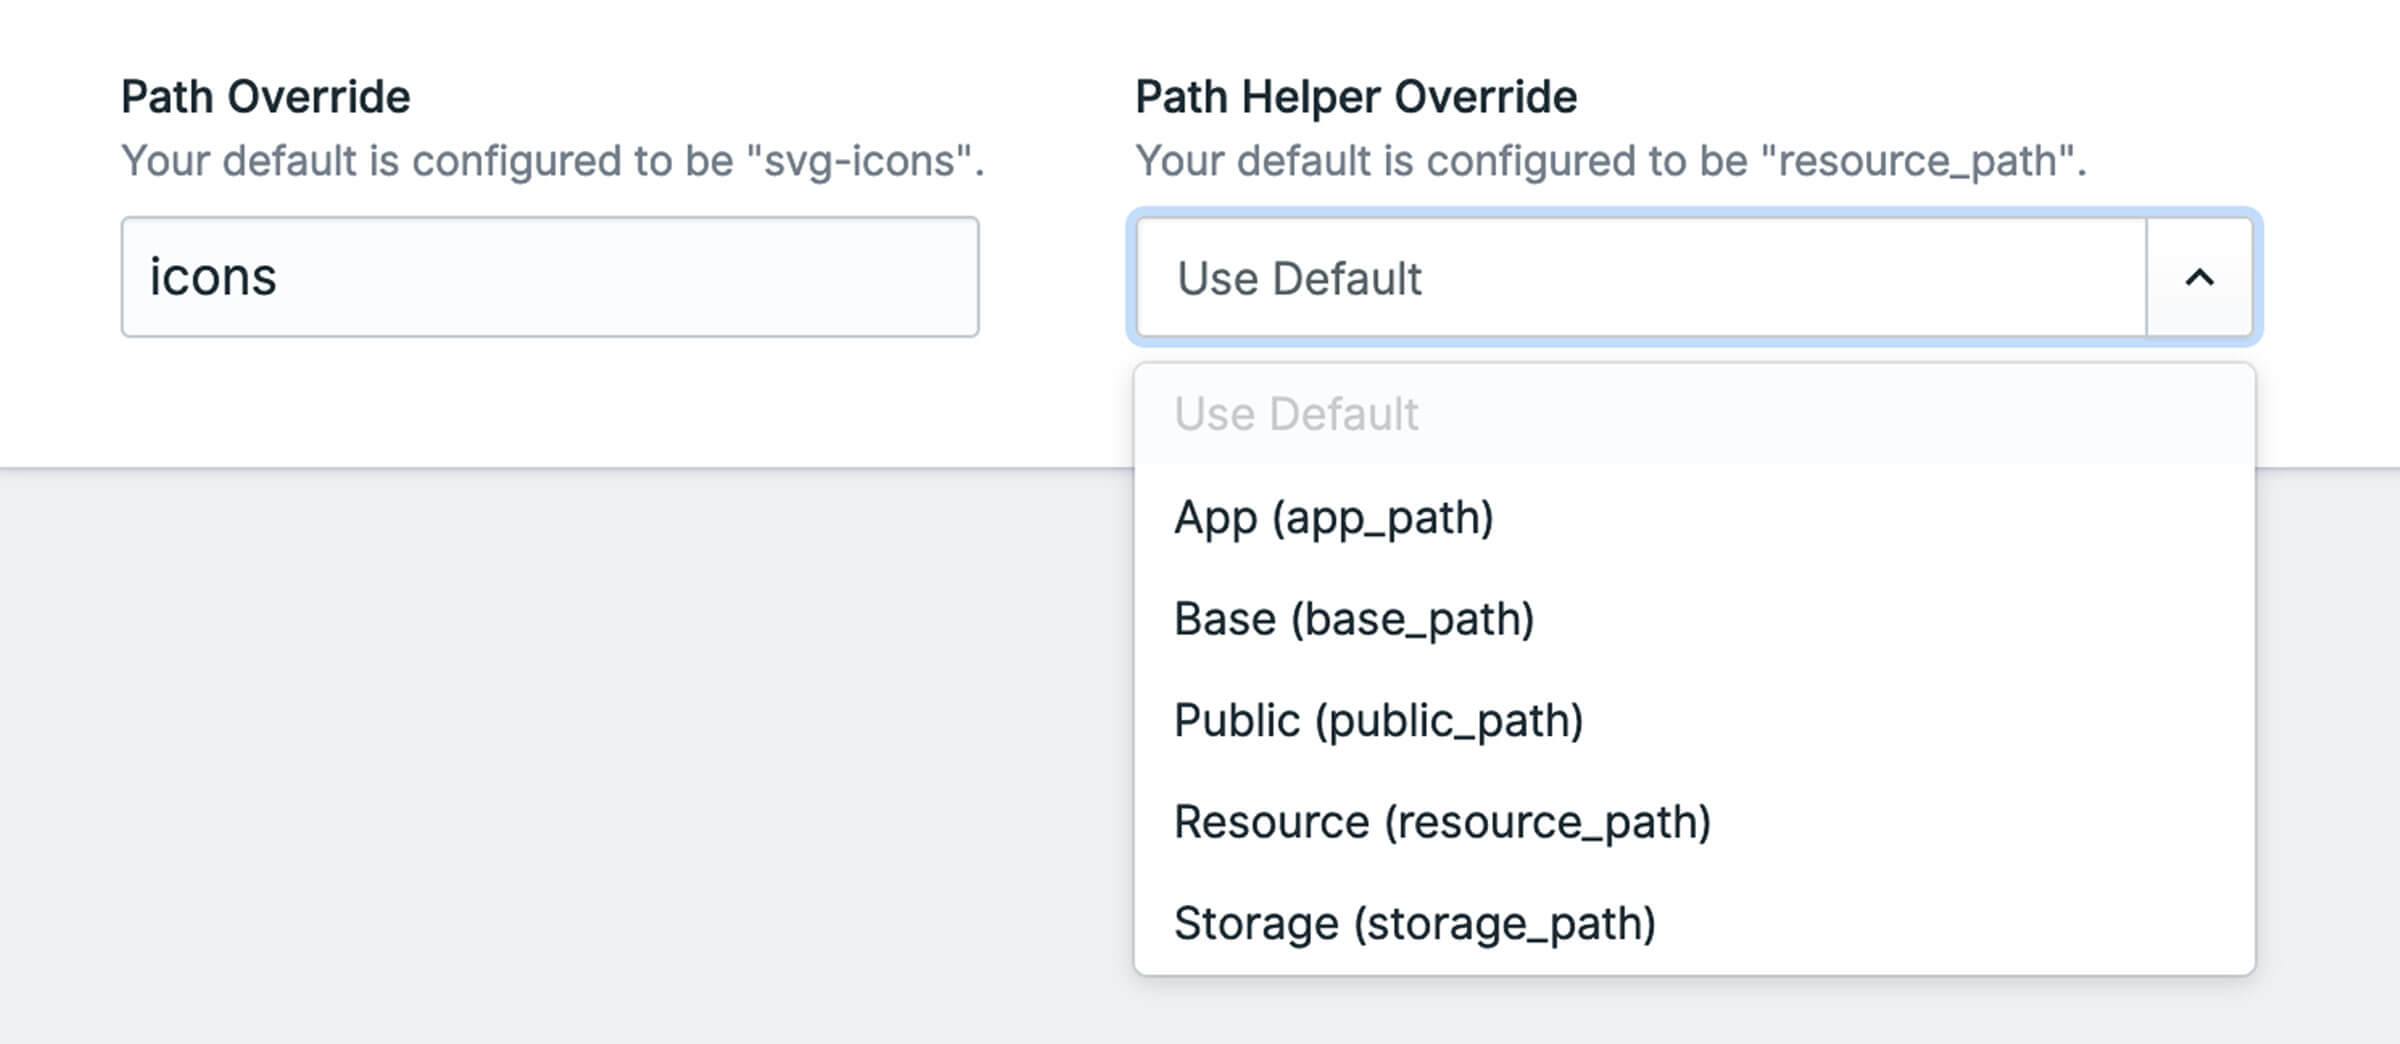 Path Override
Your default is configured to be "svg-icons".
icons
Path Helper Override
Your default is configured to be "resource_path".
Use Default
Use Default
App (app_path)
Base (base_path)
Public (public_path)
Resource (resource_path)
Storage (storage_path)